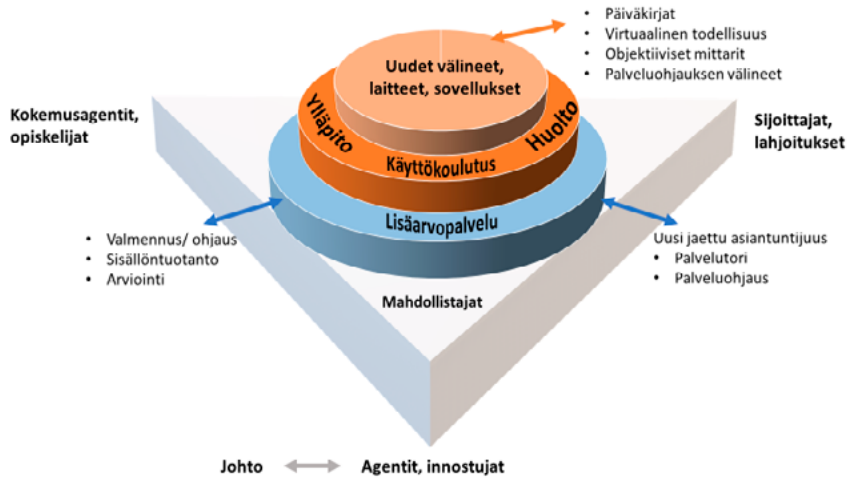 • Päiväkirjat
• Virtuaalinen todellisuus
• Objektiiviset mittarit
• Palveluohjauksen välineet
Uudet välineet,
laitteet, sovellukset
Ylläpito
Käyttökoulutus
Huolto
Lisäarvopalvelu
Kokemusagentit,
opiskelijat
Sijoittajat,
lahjoitukset
• Valmennus/ ohjaus
• Sisällöntuotanto
• Arviointi
Uusi jaettu asiantuntijuus
• Palvelutori
• Palveluohjaus
Mahdollistajat
Johto
Agentit, innostujat